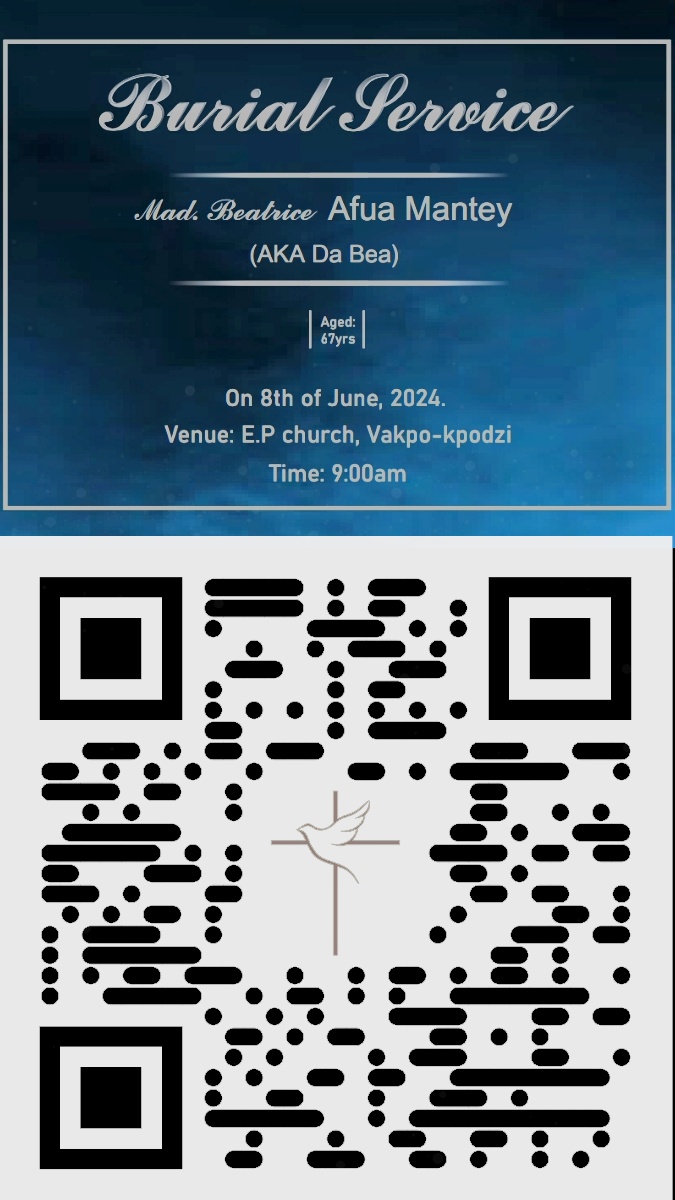 Burial Service
Mad. Beatrice Afua Mantey
(AKA Da Bea)
Aged:
67yrs
On 8th of June, 2024.
Venue: E.P church, Vakpo-kpodzi
Time: 9:00am